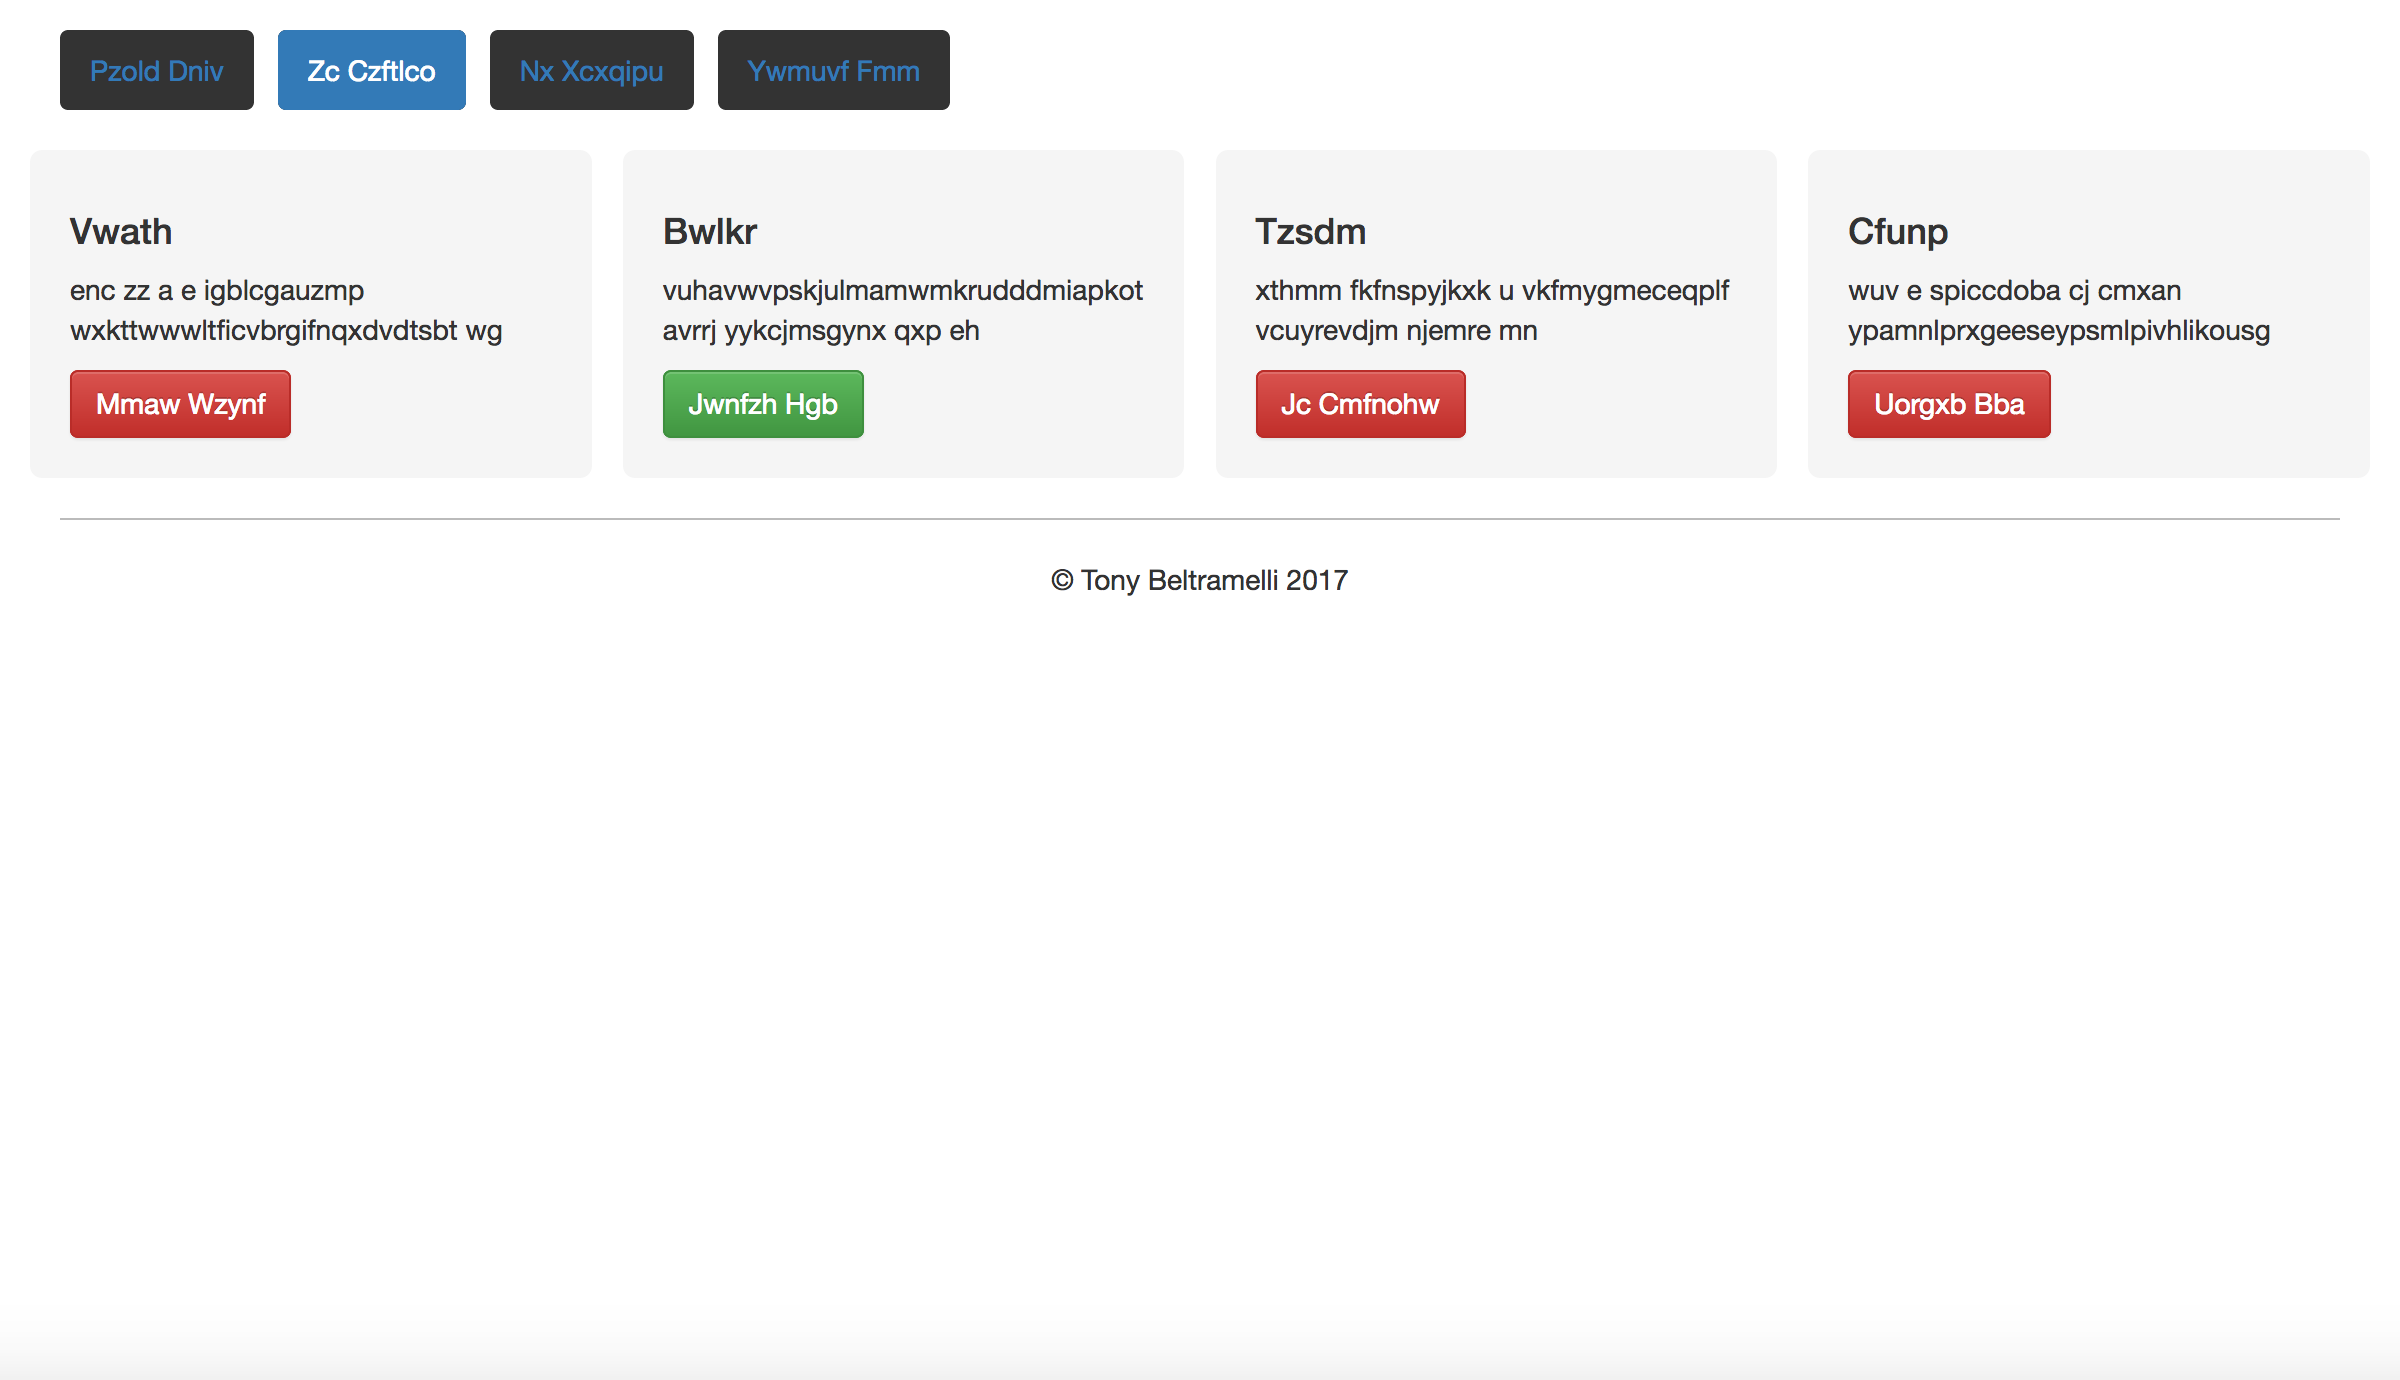 Pzold Dniv
Zc Czftlco
Nx Xcxqipu
Ywmuvf Fmm
Vwath
enc zz a e igblcgauzmp
wxkttwwwltficvbrgifnqxdvdtsbt wg
Mmaw Wzynf
Bwlkr
vuhavwvpskjulmamwmkrudddmiapkot
avrrj yykcjmsgynx qxp eh
Jwnfzh Hgb
Tzsdm
xthmm fkfnspyjkxk u vkfmygmeceqplf
vcuyrevdjm njemre mn
Jc Cmfnohw
Cfunp
wuv e spiccdoba cj cmxan
ypamnlprxgeeseypsmlpivhlikousg
Uorgxb Bba
© Tony Beltramelli 2017